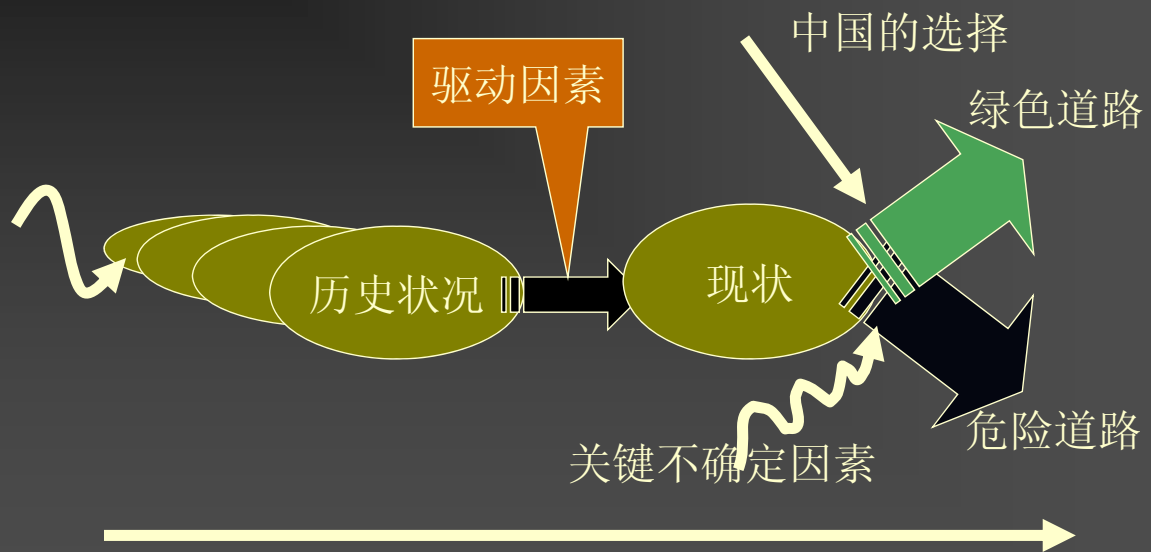 中国的选择
驱动因素
绿色道路
历史状况
现状
危险道路
关键不确定因素